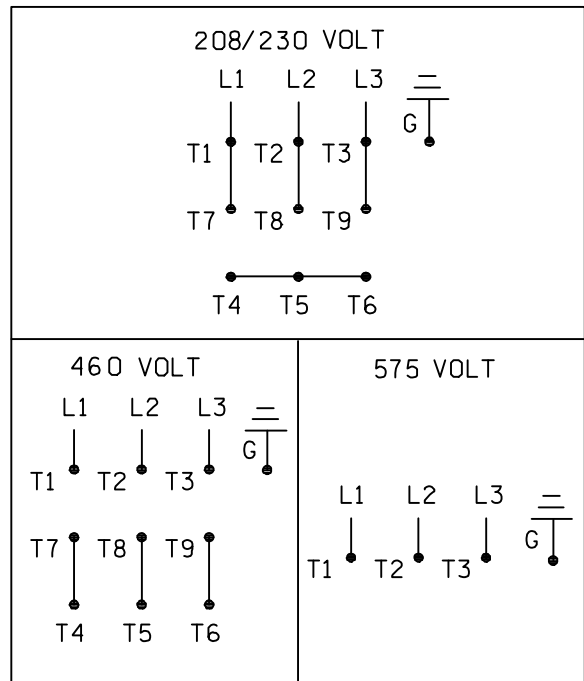 208/230 VOLT
L1 L2 L3
G
T1 T2 T3
T7 T8 T9
T4 T5 T6
460 VOLT
L1 L2 L3
G
T1 T2 T3
T7 T8 T9
T4 T5 T6
575 VOLT
L1 L2 L3
G
T1 T2 T3